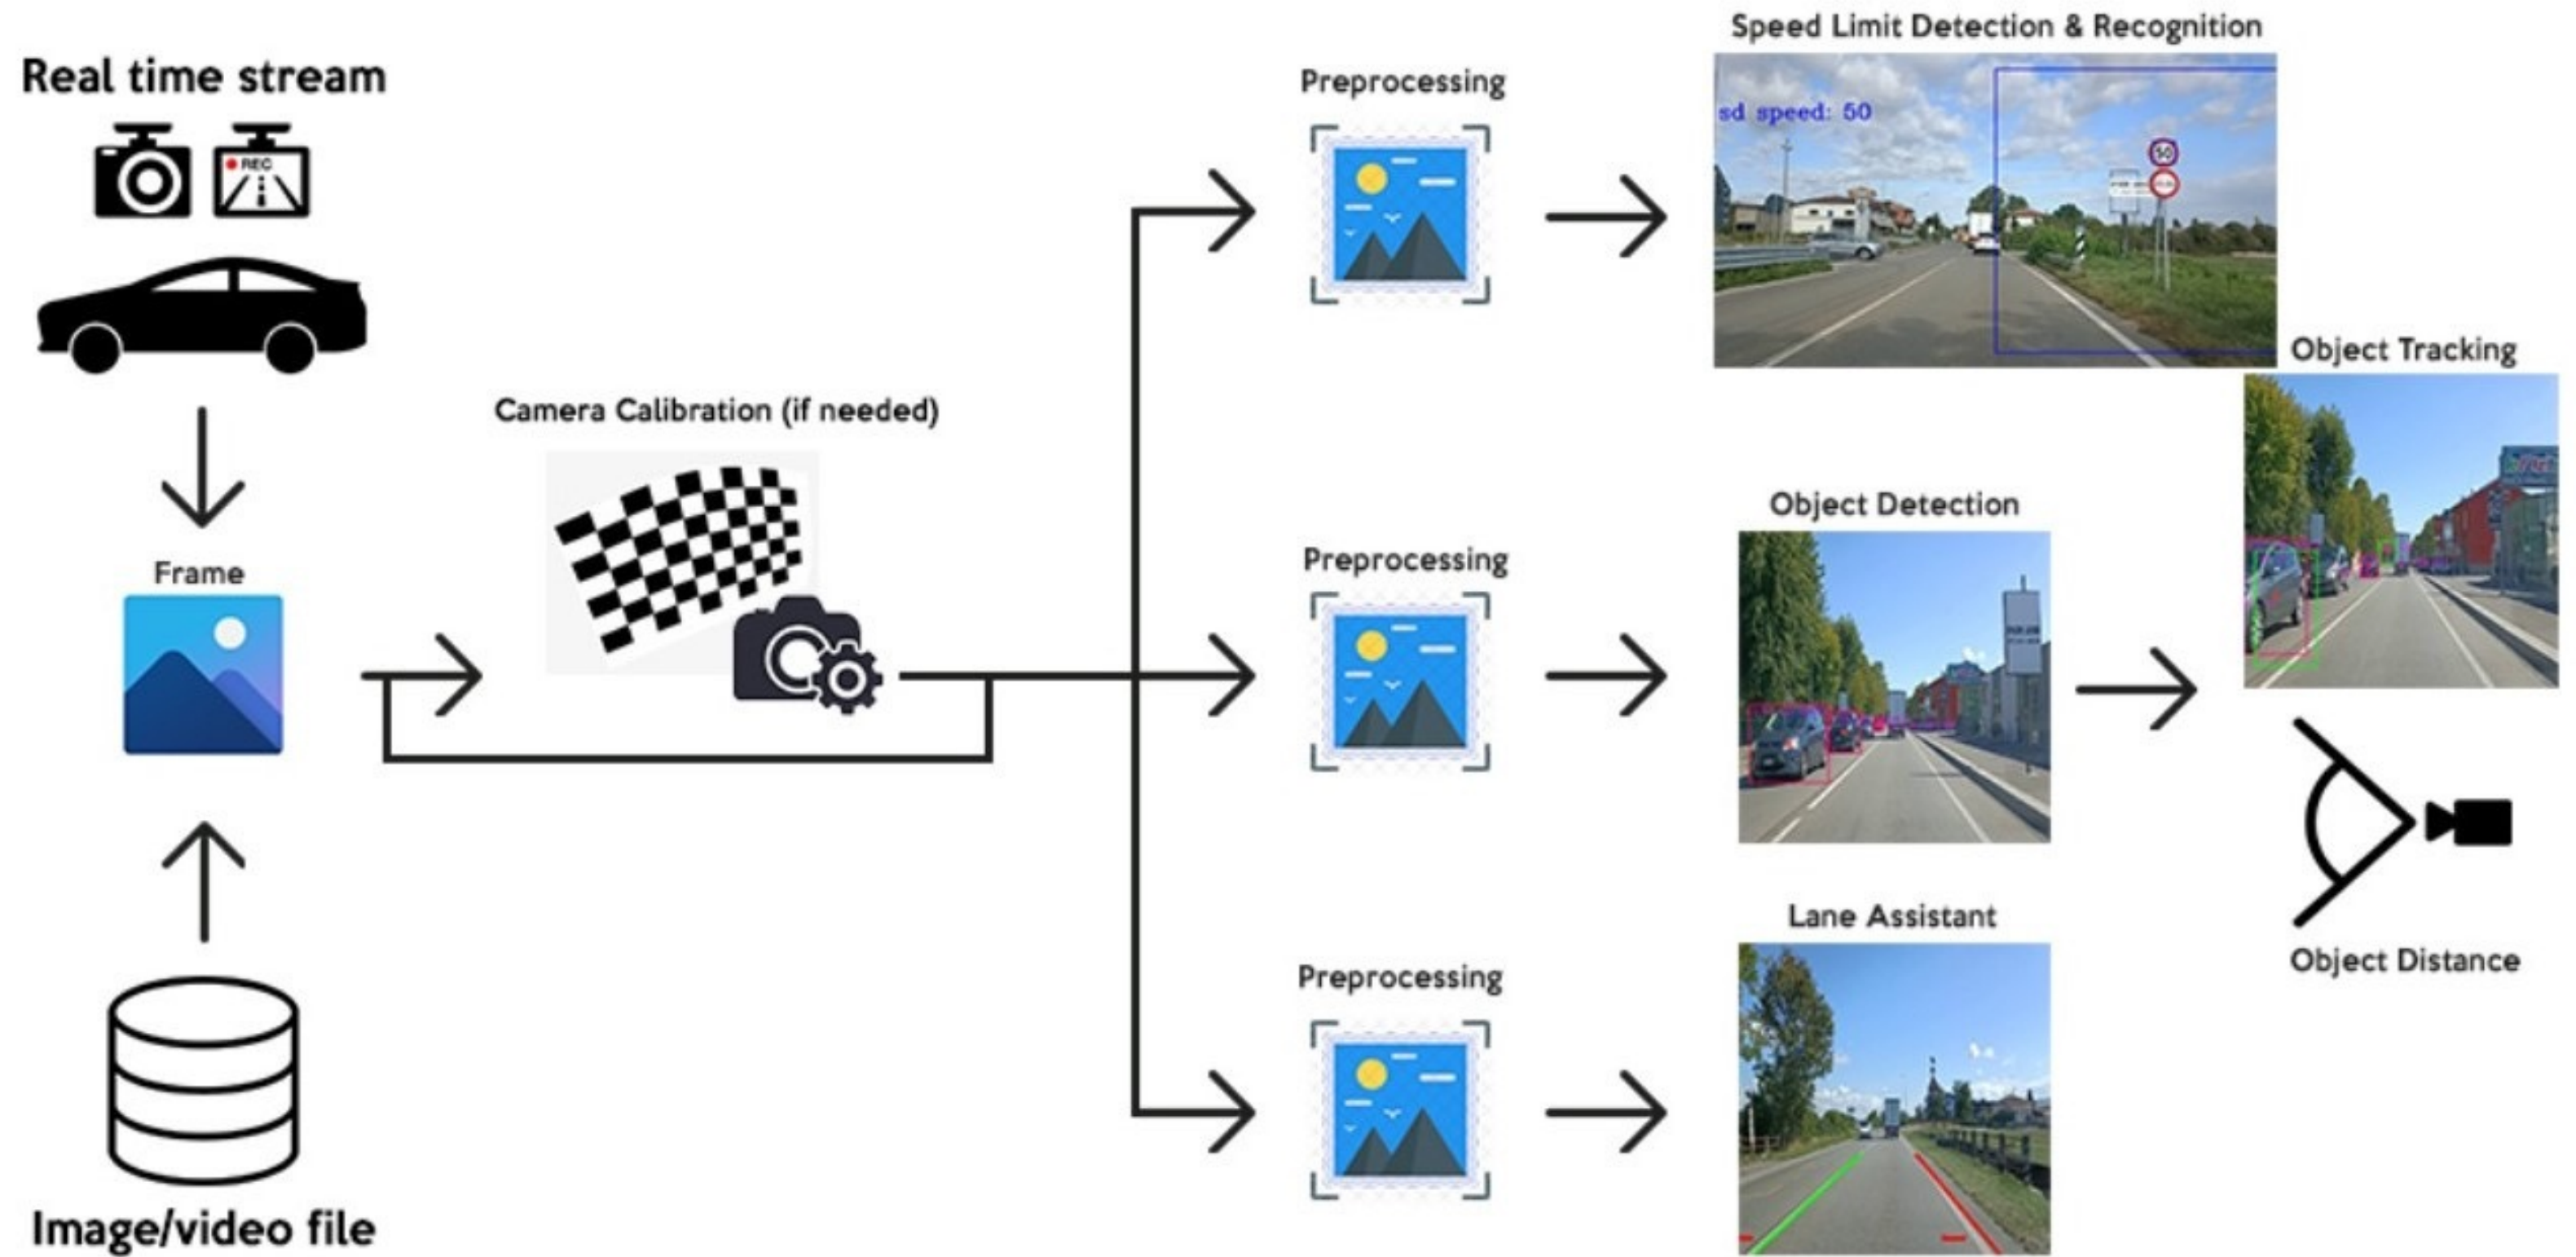 Real time stream
REC
Frame
Image/video file
Camera Calibration (if needed)
Preprocessing
Speed Limit Detection & Recognition
sd speed: 50
50
Preprocessing
Object Detection
Object Tracking
Object Distance
Preprocessing
Lane Assistant